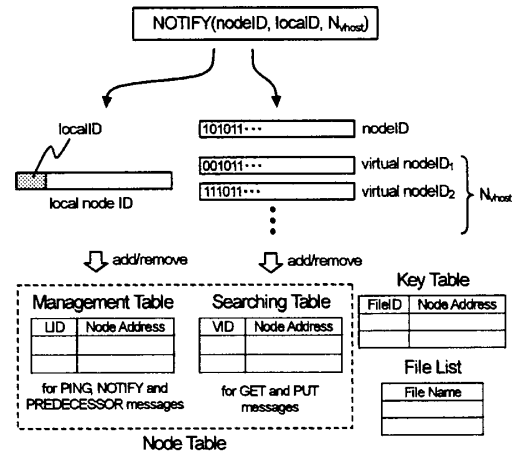 NOTIFY(nodeID, localID, Nvhost)
localID
local node ID
101011··· nodeID
001011··· virtual nodeID1
111011··· virtual nodeID2
Nvhost
add/remove add/remove
Management Table
LID Node Address
for PING, NOTIFY and
PREDECESSOR messages
Searching Table
VID Node Address
for GET and PUT
messages
Node Table
Key Table
FileID Node Address
File List
File Name